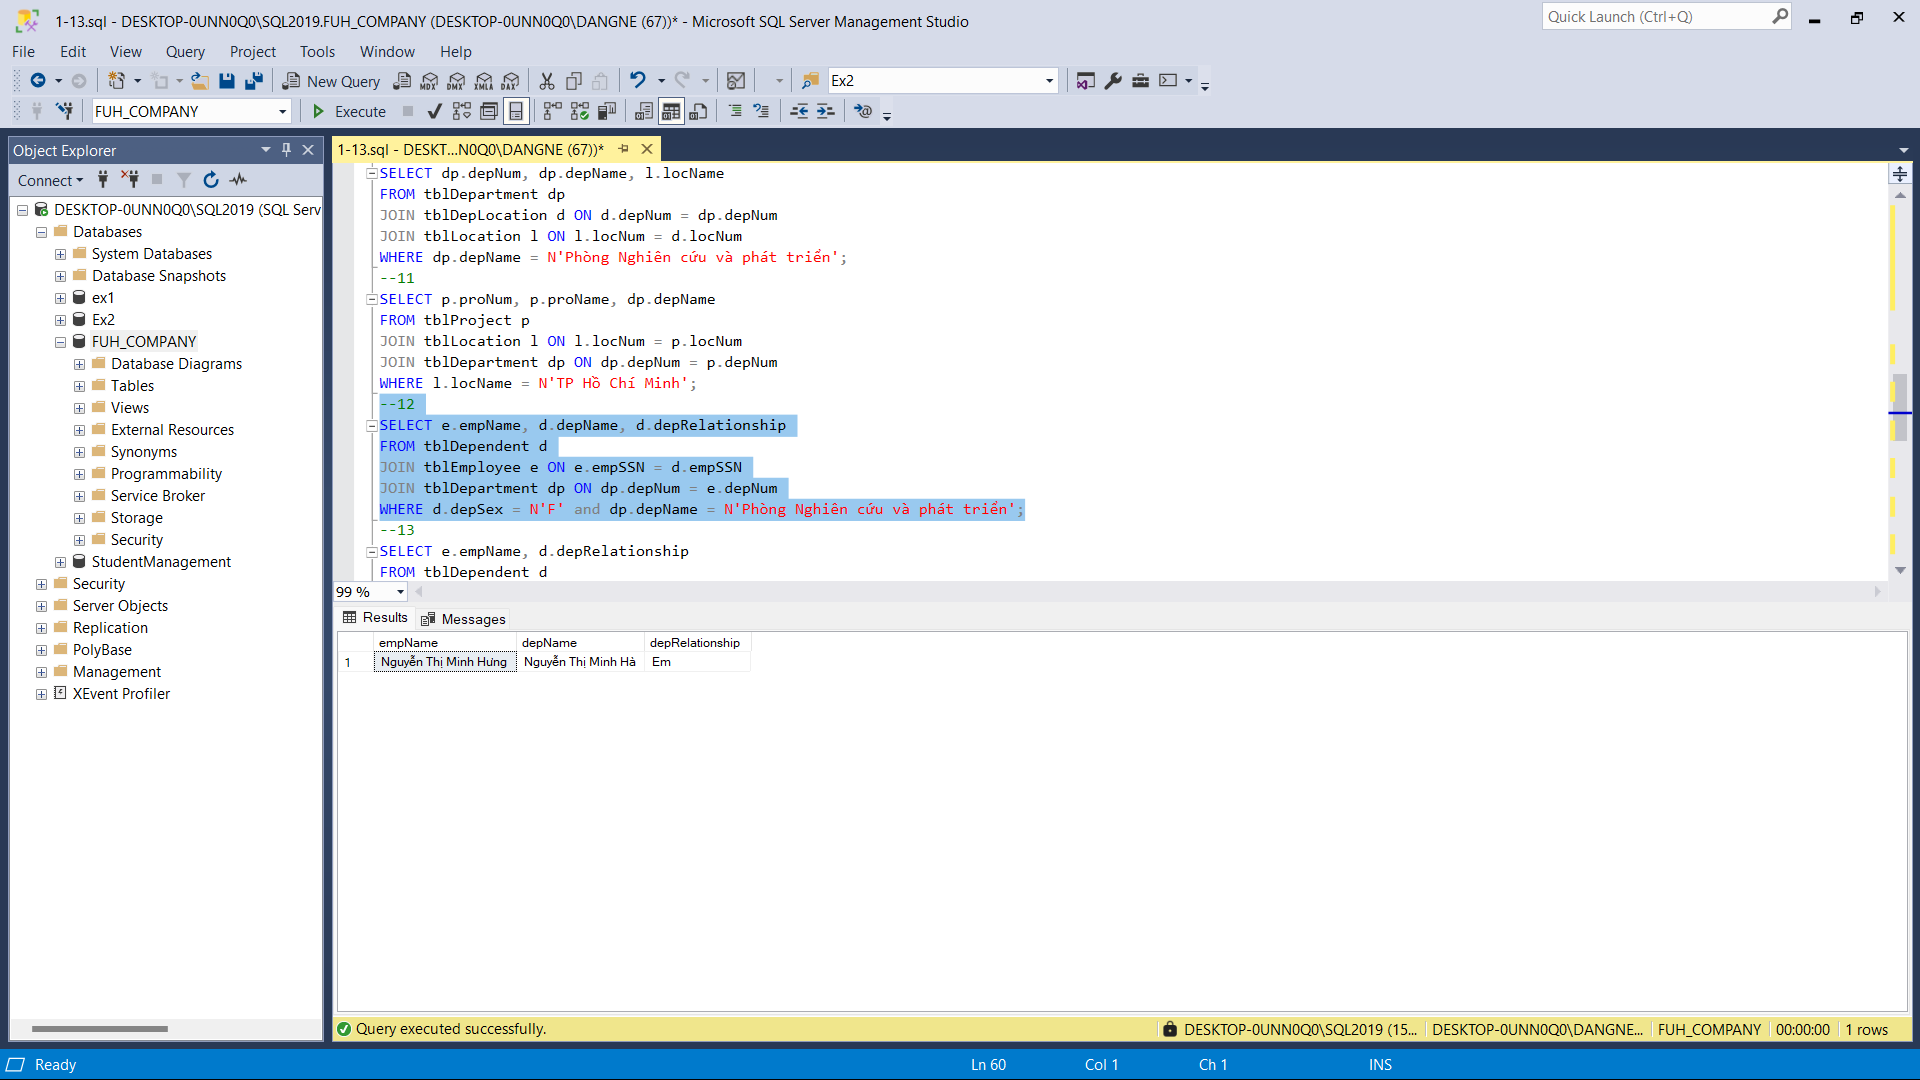 1-13.sql - DESKTOP-0UNN0Q0\SQL2019.FUH_COMPANY (DESKTOP-0UNN0Q0\DANGNE (67))* - Microsoft SQL Server Management Studio
Quick Launch (Ctrl+Q)
File Edit View Query Project Tools Window Help
New Query MDX DMX XMLA DAX Ex2
FUH_COMPANY Execute
Object Explorer
1-13.sql - DESKT...N0Q0\DANGNE (67))*
Connect
DESKTOP-0UNN0Q0\SQL2019 (SQL Serv
Databases
System Databases
Database Snapshots
ex1
Ex2
FUH_COMPANY
Database Diagrams
Tables
Views
External Resources
Synonyms
Programmability
Service Broker
Storage
Security
StudentManagement
Security
Server Objects
Replication
PolyBase
Management
XEvent Profiler
SELECT dp.depNum, dp.depName, l.locName
FROM tblDepartment dp
JOIN tblDepLocation d ON d.depNum = dp.depNum
JOIN tblLocation l ON l.locNum = d.locNum
WHERE dp.depName = N'Phòng Nghiên cứu và phát triển';
--11
SELECT p.proNum, p.proName, dp.depName
FROM tblProject p
JOIN tblLocation l ON l.locNum = p.locNum
JOIN tblDepartment dp ON dp.depNum = p.depNum
WHERE l.locName = N'TP Hồ Chí Minh';
--12
SELECT e.empName, d.depName, d.depRelationship
FROM tblDependent d
JOIN tblEmployee e ON e.empSSN = d.empSSN
JOIN tblDepartment dp ON dp.depNum = e.depNum
WHERE d.depSex = N'F' and dp.depName = N'Phòng Nghiên cứu và phát triển';
--13
SELECT e.empName, d.depRelationship
FROM tblDependent d
99 %
Results Messages
empName depName depRelationship
1 Nguyễn Thị Minh Hưng Nguyễn Thị Minh Hà Em
Query executed successfully.
DESKTOP-0UNN0Q0\SQL2019 (15... DESKTOP-0UNN0Q0\DANGNE... FUH_COMPANY 00:00:00 1 rows
Ready Ln 60 Col 1 Ch 1 INS